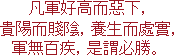 凡軍好高而惡下，
貴陽而賤陰，養生而處實，
軍無百疾，是謂必勝。